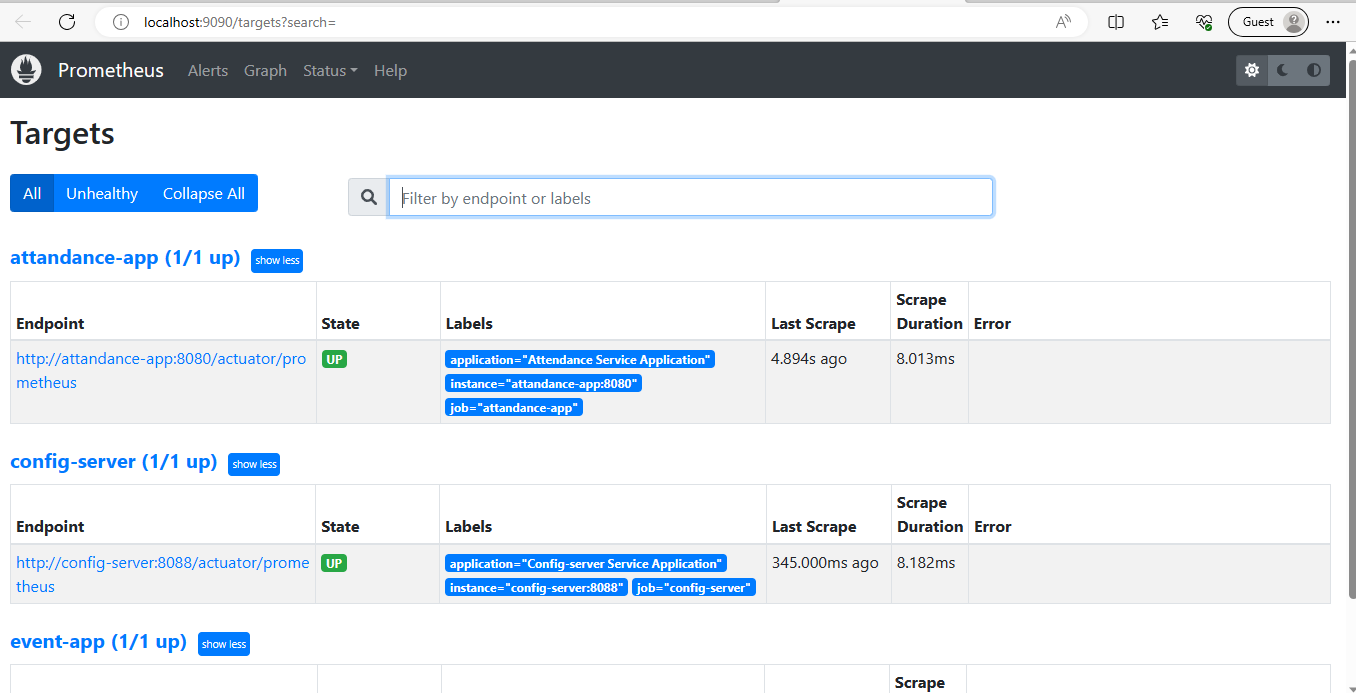 localhost:9090/targets?search=
Guest
Prometheus Alerts Graph Status Help
Targets
All Unhealthy Collapse All Filter by endpoint or labels
attandance-app (1/1 up) show less
Endpoint State Labels Last Scrape Scrape Duration Error
http://attandance-app:8080/actuator/pro
metheus
UP
application="Attendance Service Application"
instance="attandance-app:8080"
job="attandance-app"
4.894s ago
8.013ms
config-server (1/1 up) show less
Endpoint State Labels Last Scrape Scrape Duration Error
http://config-server:8088/actuator/prome
theus
UP
application="Config-server Service Application"
instance="config-server:8088" job="config-server"
345.000ms ago
8.182ms
event-app (1/1 up) show less
Scrape